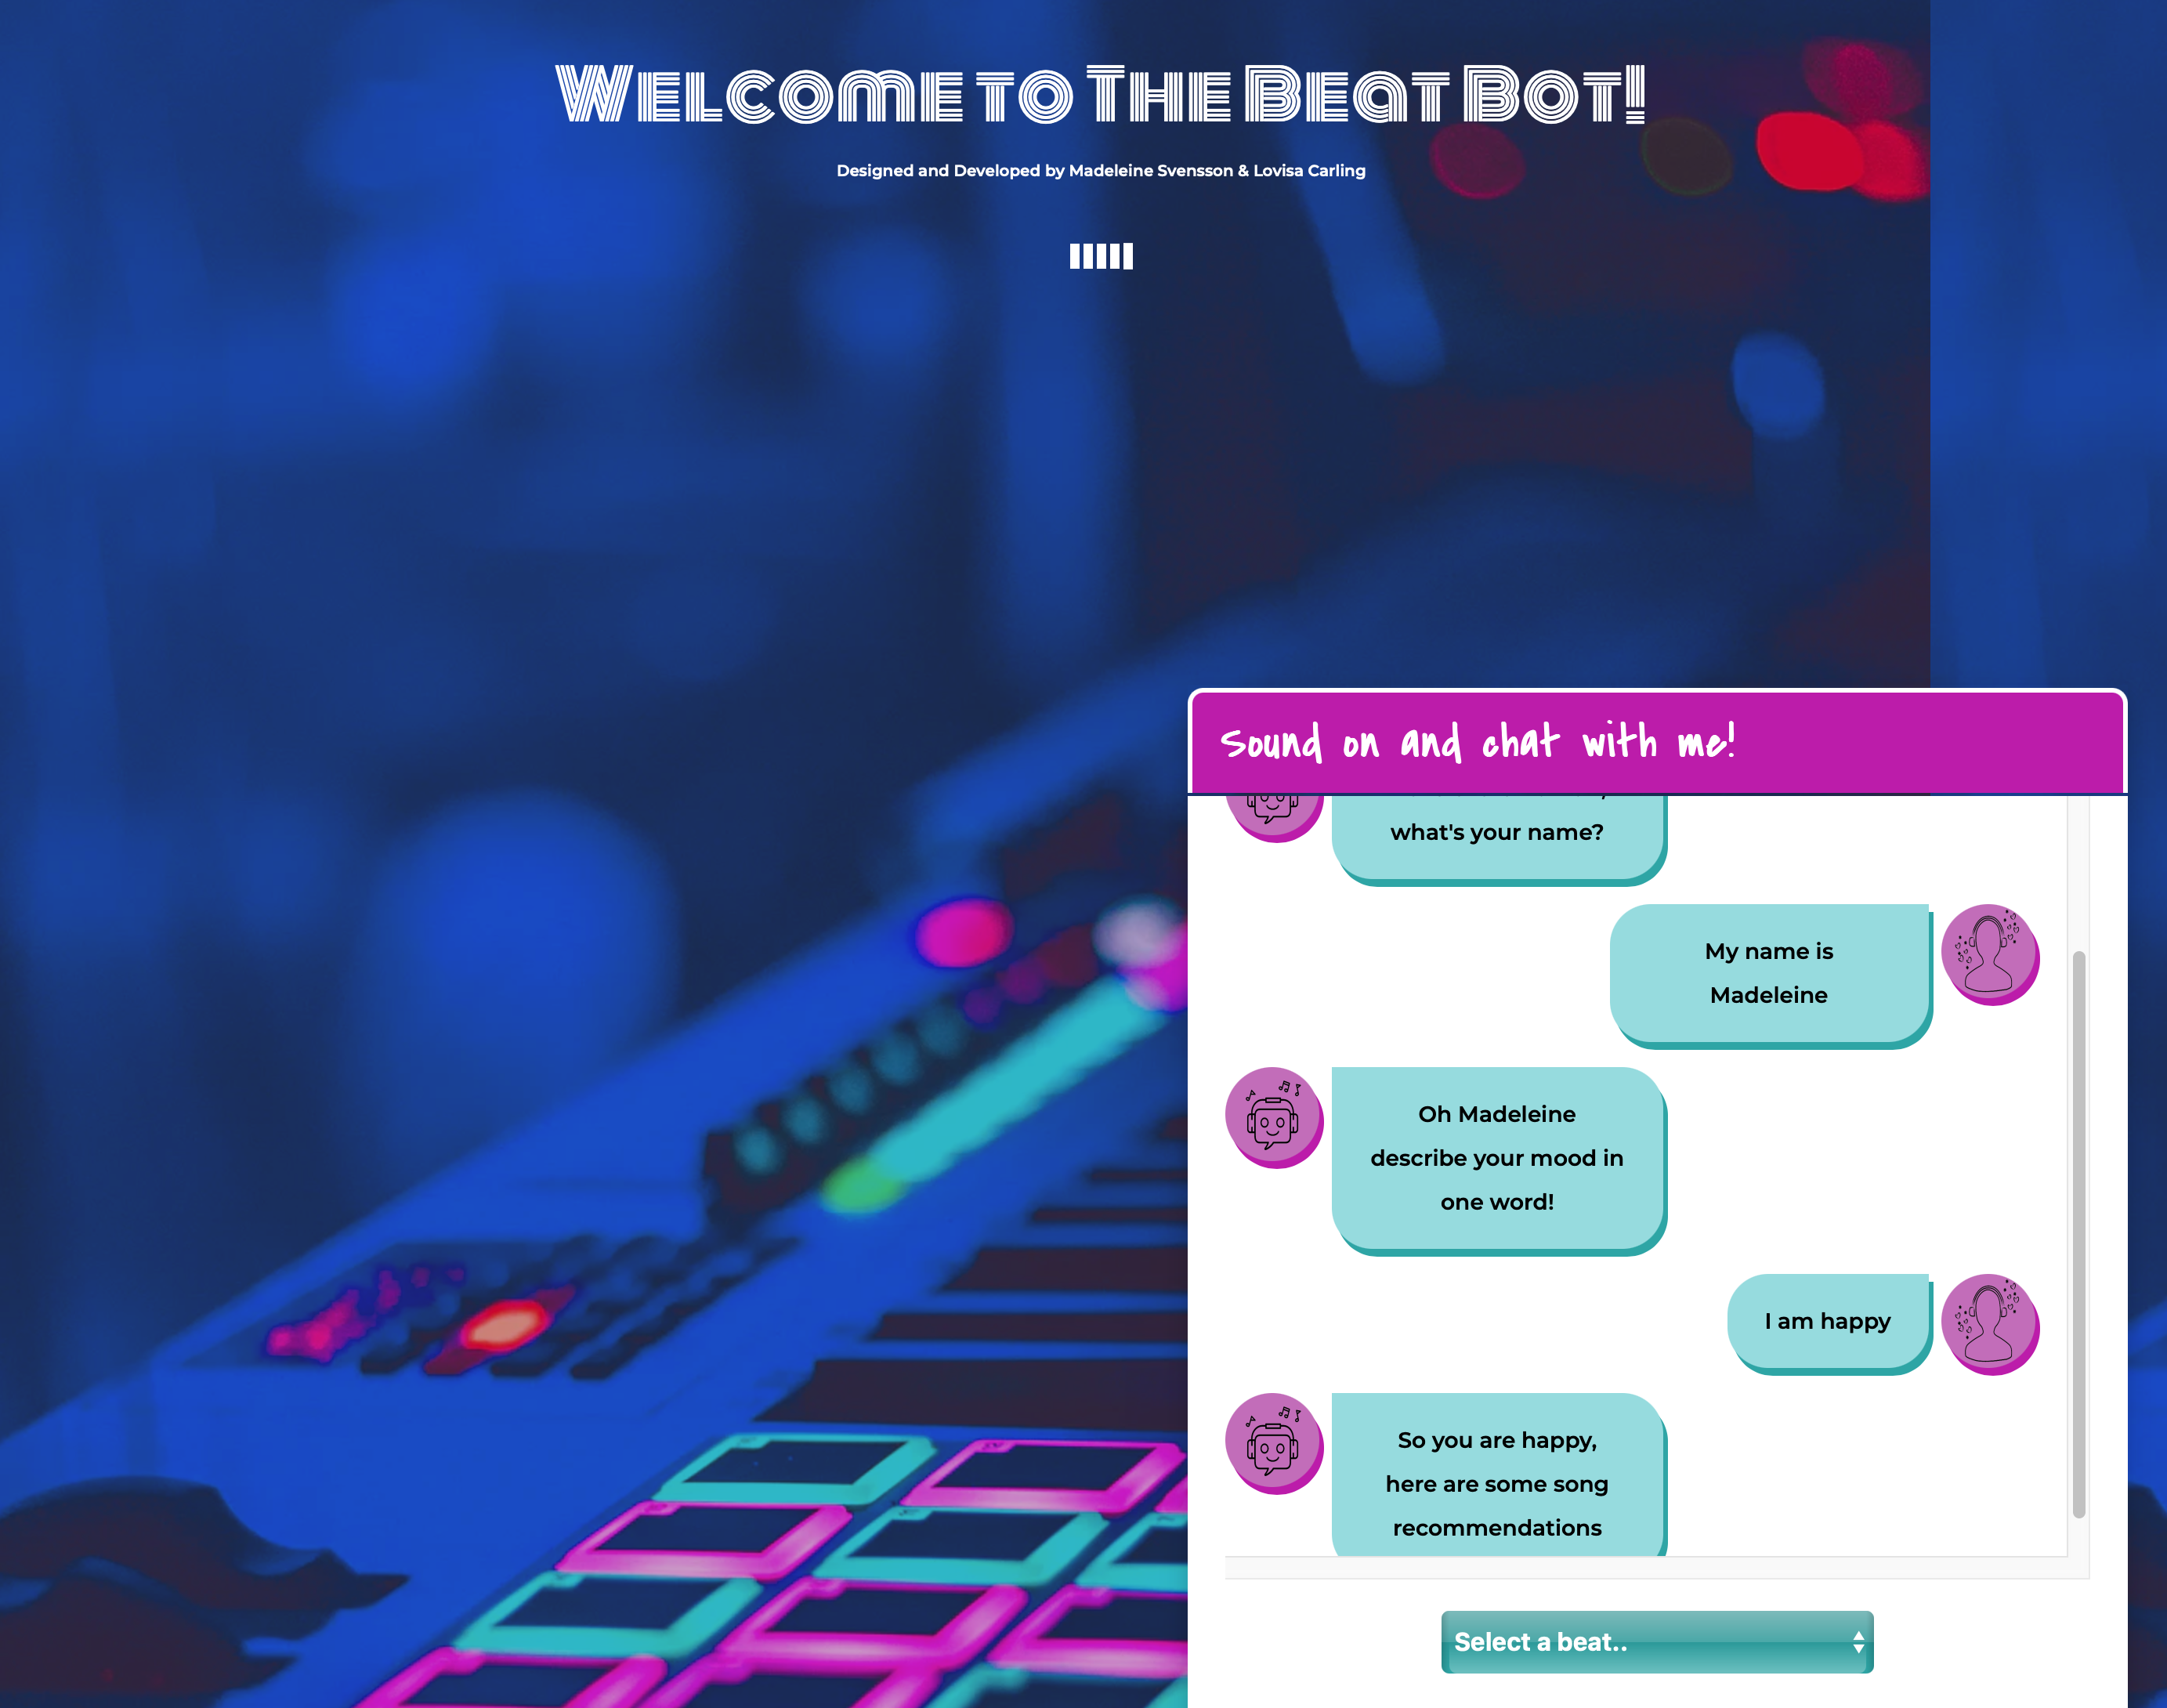 Welcome to The Beat Bot!
Designed and Developed by Madeleine Svensson & Lovisa Carling
Sound on and chat with me!
what's your name?
My name is
Madeleine
Oh Madeleine
describe your mood in
one word!
I am happy
So you are happy,
here are some song
recommendations
Select a beat..